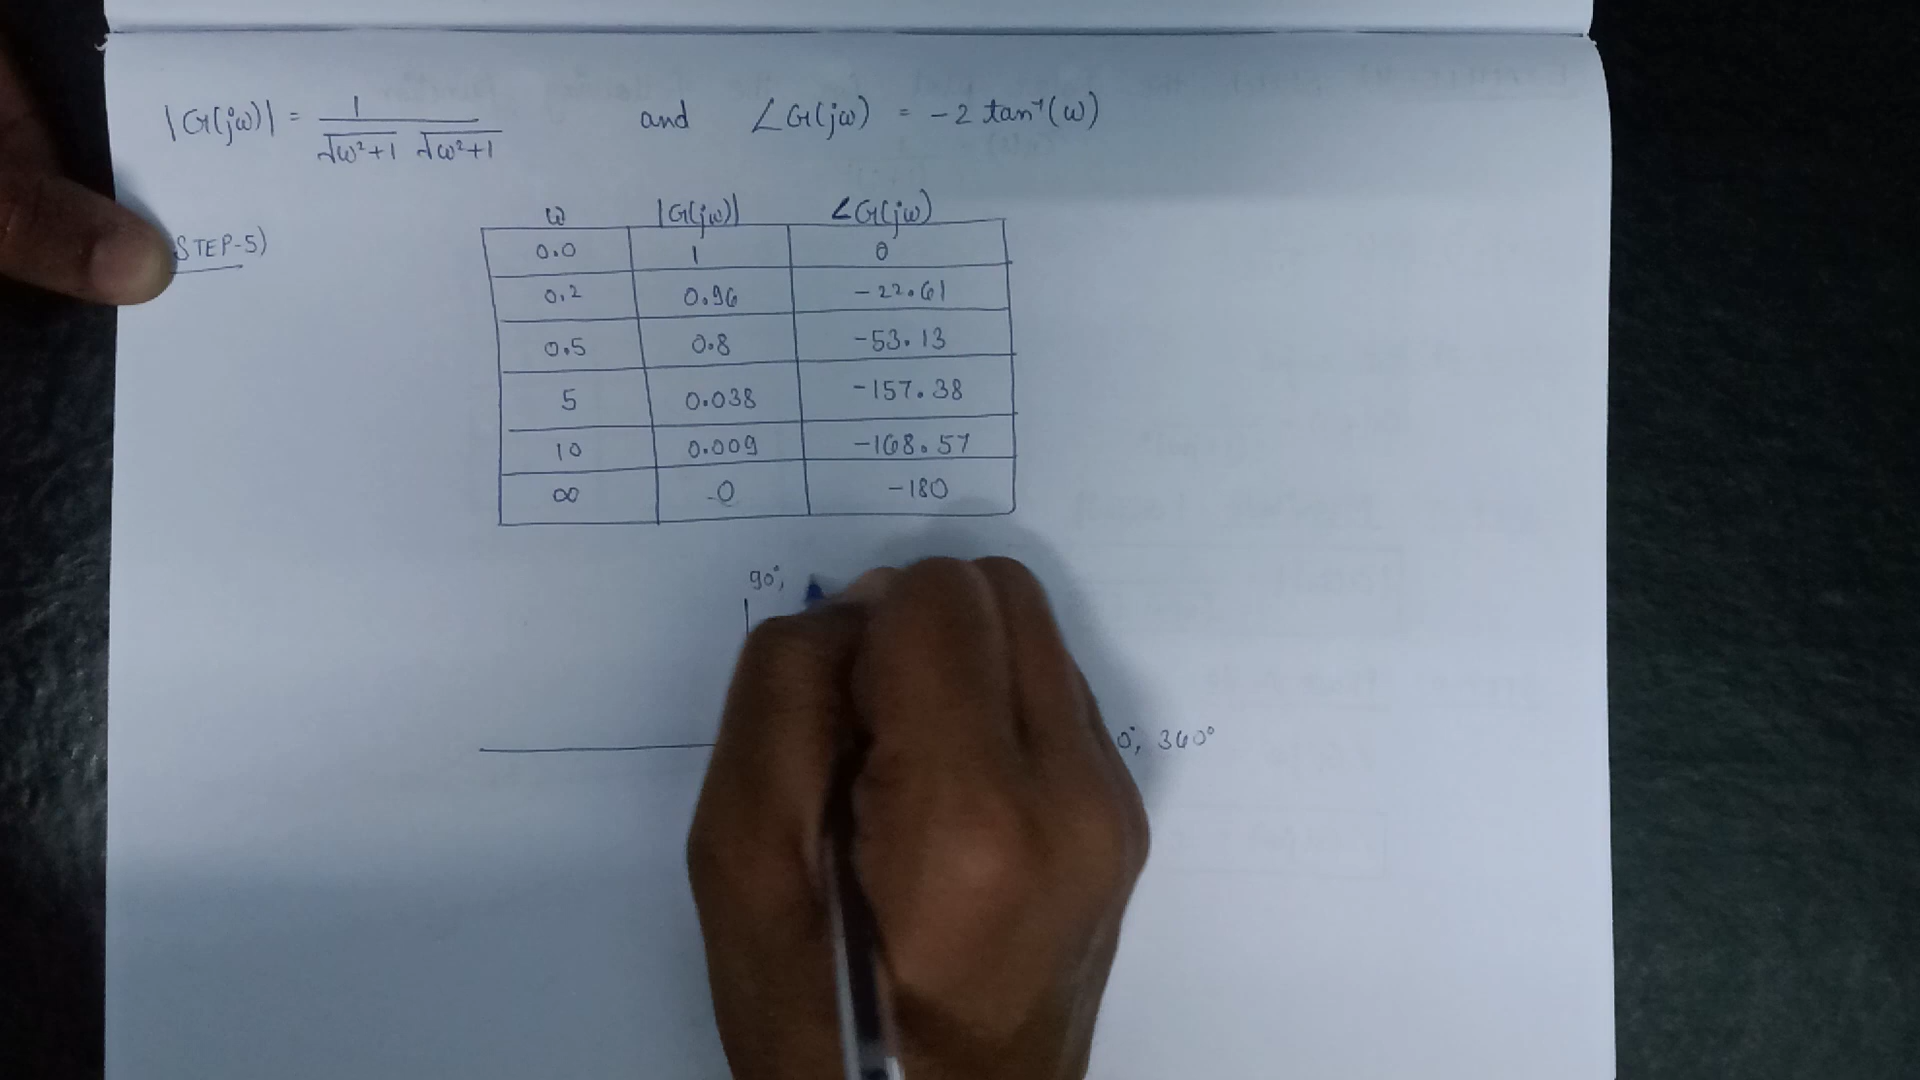 |G(jω)| = 1 / √ω²+1 √ω²+1 and ∠G(jω) = -2 tan⁻¹(ω)
ω |G(jω)| ∠G(jω)
STEP-5)
0.0 1 0
0.2 0.96 -22.61
0.5 0.8 -53.13
5 0.038 -157.38
10 0.009 -168.57
∞ 0 -180
90°,
0°, 360°